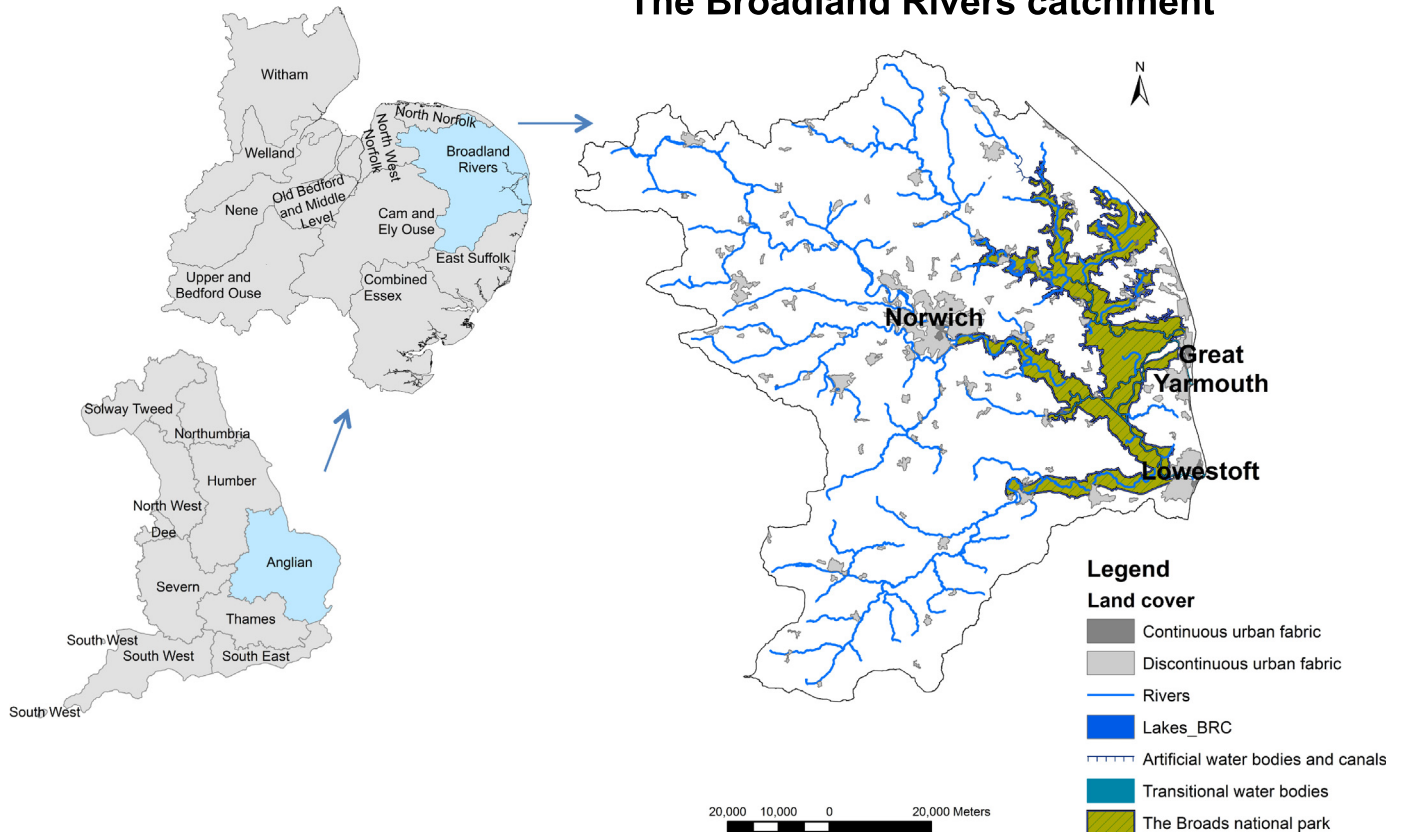 The Broadland Rivers catchment
Witham
North Norfolk
North West
Norfolk
Broadland
Rivers
Welland
Old Bedford
and Middle
Level
Nene
Cam and
Ely Ouse
East Suffolk
Upper and
Bedford Ouse
Combined
Essex
Solway Tweed
Northumbria
Humber
North West
Dee
Anglian
Severn
Thames
South West
South West
South East
South West
N
Norwich
Great
Yarmouth
Lowestoft
Legend
Land cover
Continuous urban fabric
Discontinuous urban fabric
Rivers
Lakes_BRC
Artificial water bodies and canals
Transitional water bodies
The Broads national park
20,000 10,000 0 20,000 Meters